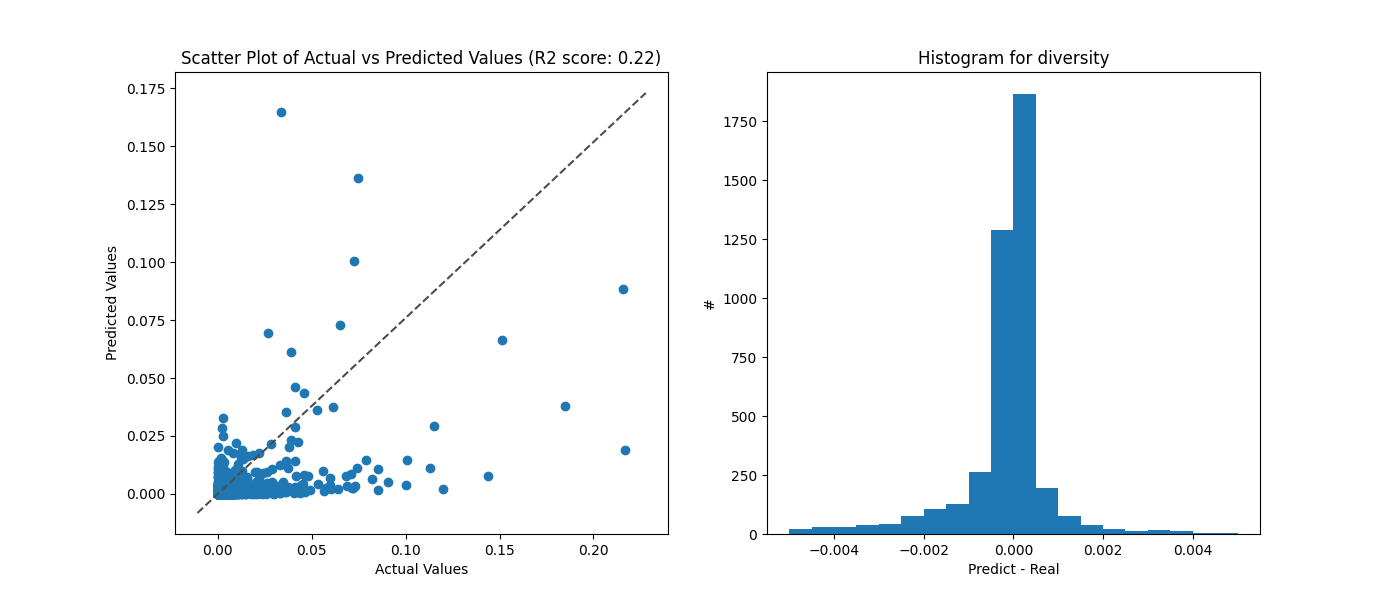 Scatter Plot of Actual vs Predicted Values (R2 score: 0.22)
0.175
0.150
0.125
0.100
0.075
0.050
0.025
0.000
Predicted Values
0.00 0.05 0.10 0.15 0.20
Actual Values
Histogram for diversity
1750
1500
1250
1000
750
500
250
0
#
−0.004 −0.002 0.000 0.002 0.004
Predict - Real